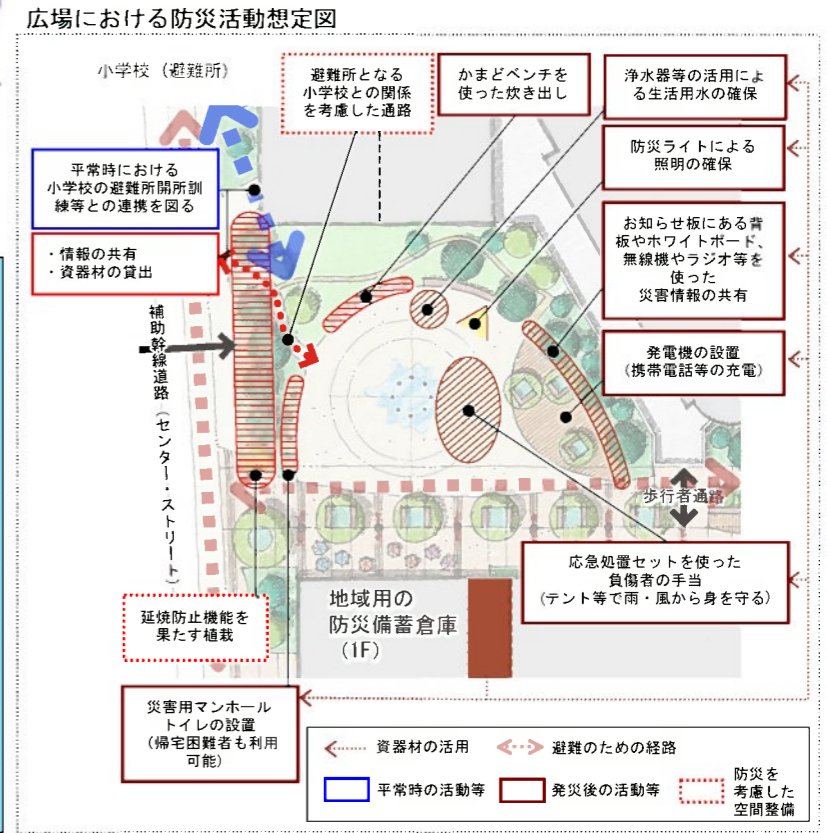 広場における防災活動想定図
小学校（避難所）
避難所となる
小学校との関係
を考慮した通路
かまどベンチを
使った炊き出し
浄水器等の活用によ
る生活用水の確保
防災ライトによる
照明の確保
平常時における
小学校の避難所開所訓
練等との連携を図る
・情報の共有
・資器材の貸出
お知らせ板にある背
板やホワイトボード、
無線機やラジオ等を
使った
災害情報の共有
補助幹線道路（センター・ストリート）
発電機の設置
（携帯電話等の充電）
歩行者通路
応急処置セットを使った
負傷者の手当
（テント等で雨・風から身を守る）
延焼防止機能を
果たす植栽
地域用の
防災備蓄倉庫
（1F）
災害用マンホール
トイレの設置
（帰宅困難者も利用
可能）
資器材の活用
避難のための経路
平常時の活動等
発災後の活動等
防災を
考慮した
空間整備